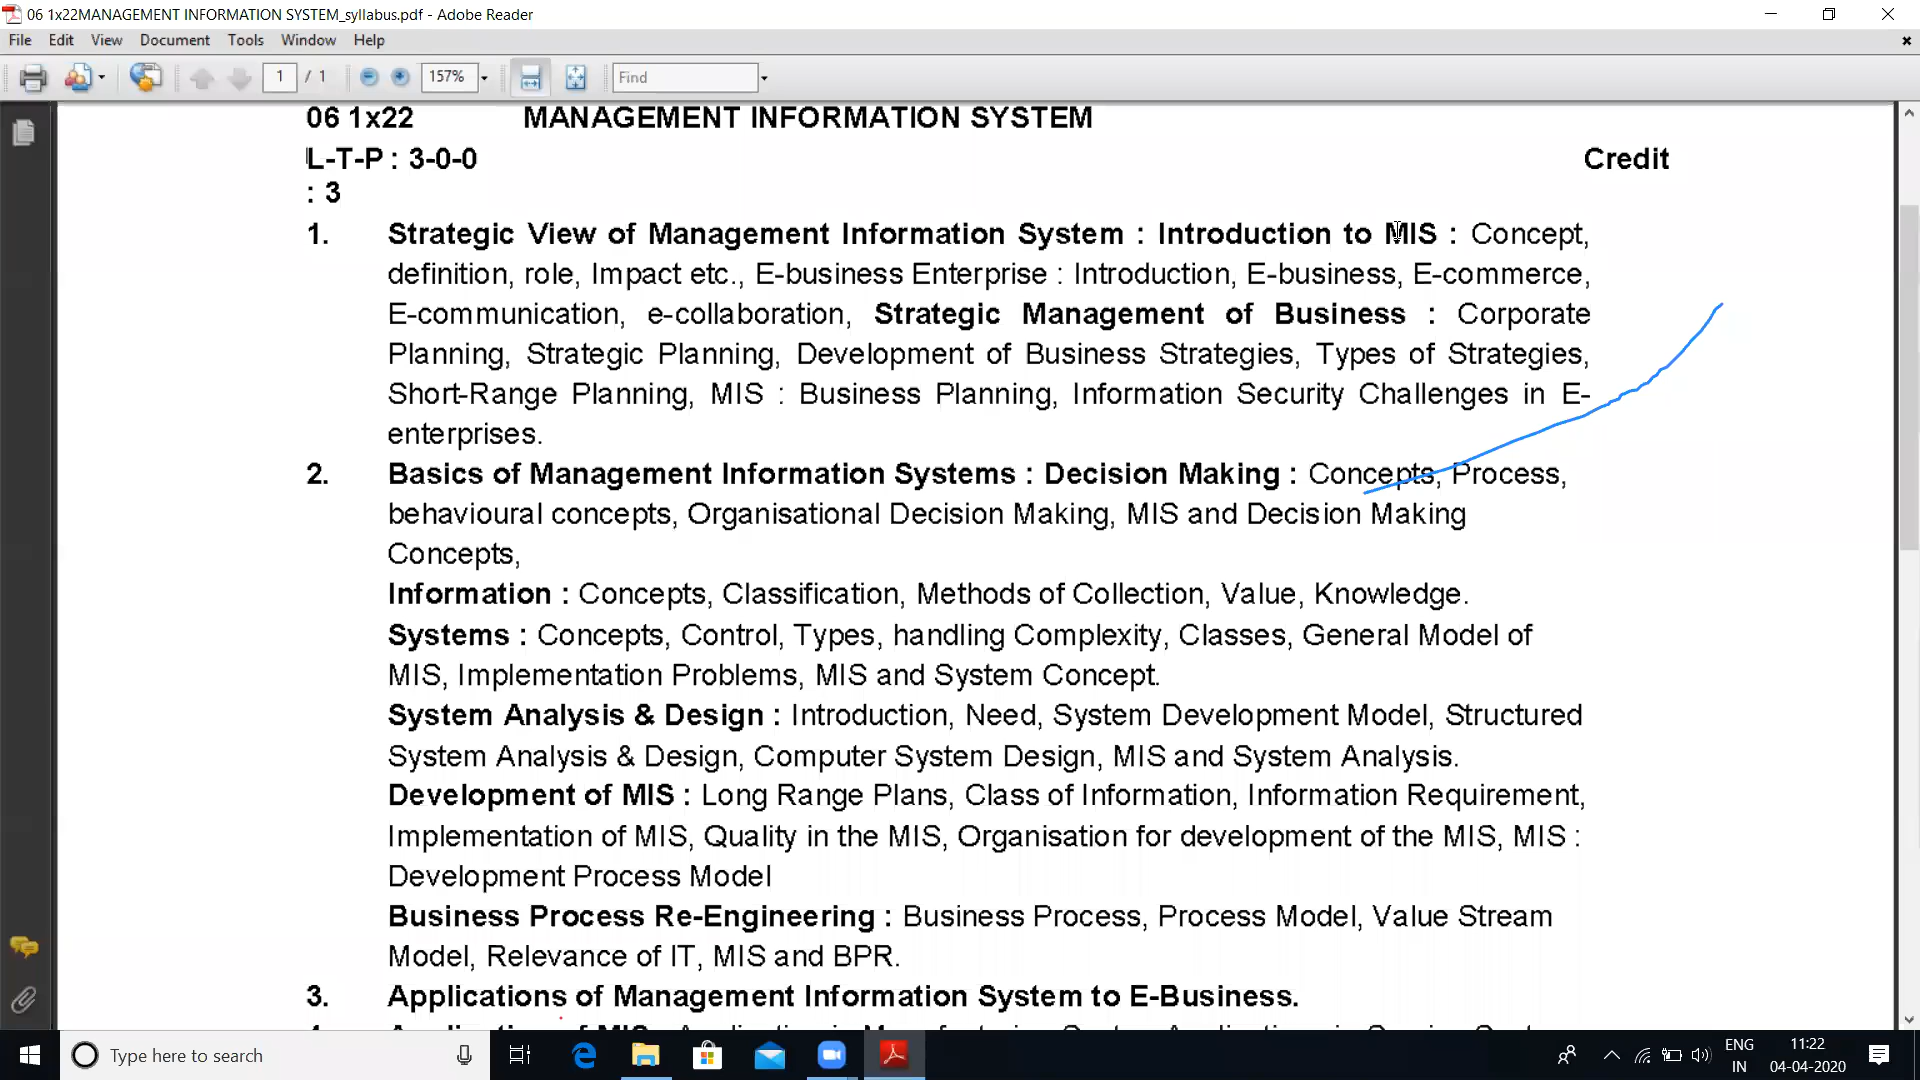 06 1x22MANAGEMENT INFORMATION SYSTEM_syllabus.pdf - Adobe Reader
File Edit View Document Tools Window Help
1 / 1 157% Find
06 1x22 MANAGEMENT INFORMATION SYSTEM
L-T-P : 3-0-0 Credit
: 3
1. Strategic View of Management Information System : Introduction to MIS : Concept,
definition, role, Impact etc., E-business Enterprise : Introduction, E-business, E-commerce,
E-communication, e-collaboration, Strategic Management of Business : Corporate
Planning, Strategic Planning, Development of Business Strategies, Types of Strategies,
Short-Range Planning, MIS : Business Planning, Information Security Challenges in E-
enterprises.
2. Basics of Management Information Systems : Decision Making : Concepts, Process,
behavioural concepts, Organisational Decision Making, MIS and Decision Making
Concepts,
Information : Concepts, Classification, Methods of Collection, Value, Knowledge.
Systems : Concepts, Control, Types, handling Complexity, Classes, General Model of
MIS, Implementation Problems, MIS and System Concept.
System Analysis & Design : Introduction, Need, System Development Model, Structured
System Analysis & Design, Computer System Design, MIS and System Analysis.
Development of MIS : Long Range Plans, Class of Information, Information Requirement,
Implementation of MIS, Quality in the MIS, Organisation for development of the MIS, MIS :
Development Process Model
Business Process Re-Engineering : Business Process, Process Model, Value Stream
Model, Relevance of IT, MIS and BPR.
3. Applications of Management Information System to E-Business.
Type here to search
ENG
IN
11:22
04-04-2020